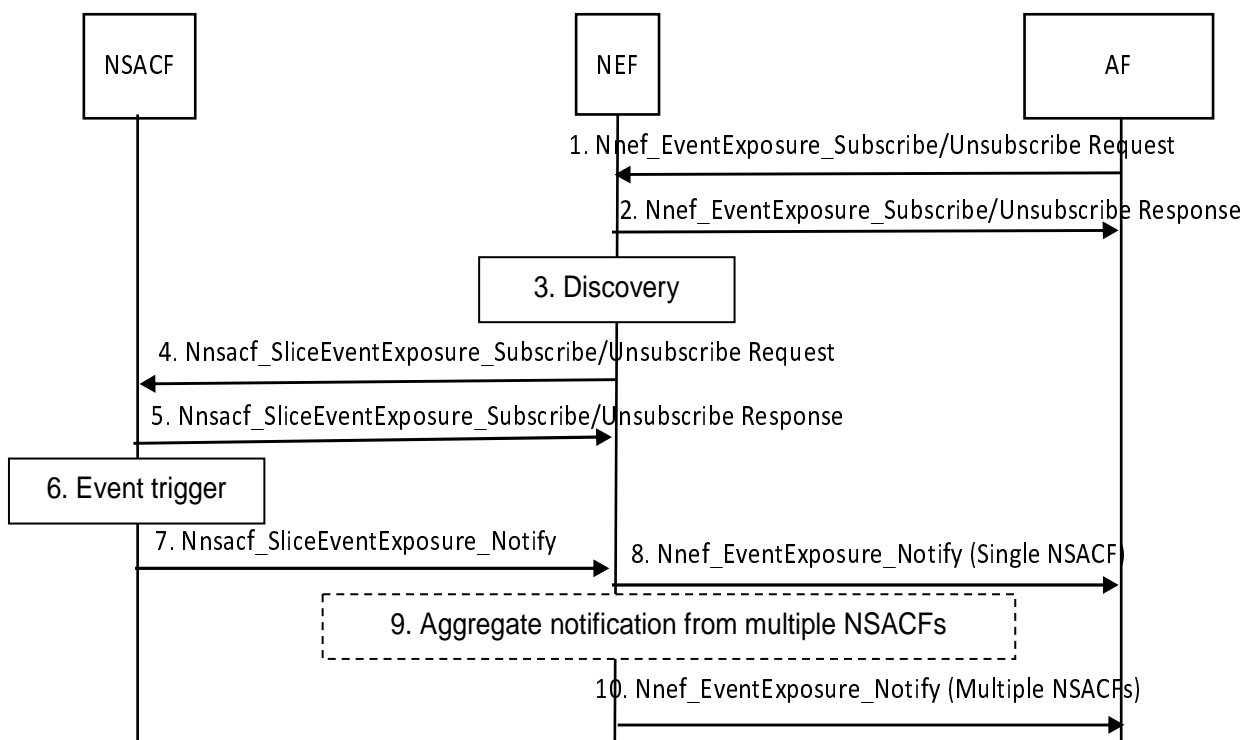 NSACF
NEF
AF
1. Nnef_EventExposure_Subscribe/Unsubscribe Request
2. Nnef_EventExposure_Subscribe/Unsubscribe Response
3. Discovery
4. Nnsacf_SliceEventExposure_Subscribe/Unsubscribe Request
5. Nnsacf_SliceEventExposure_Subscribe/Unsubscribe Response
6. Event trigger
7. Nnsacf_SliceEventExposure_Notify
8. Nnef_EventExposure_Notify (Single NSACF)
9. Aggregate notification from multiple NSACFs
10. Nnef_EventExposure_Notify (Multiple NSACFs)